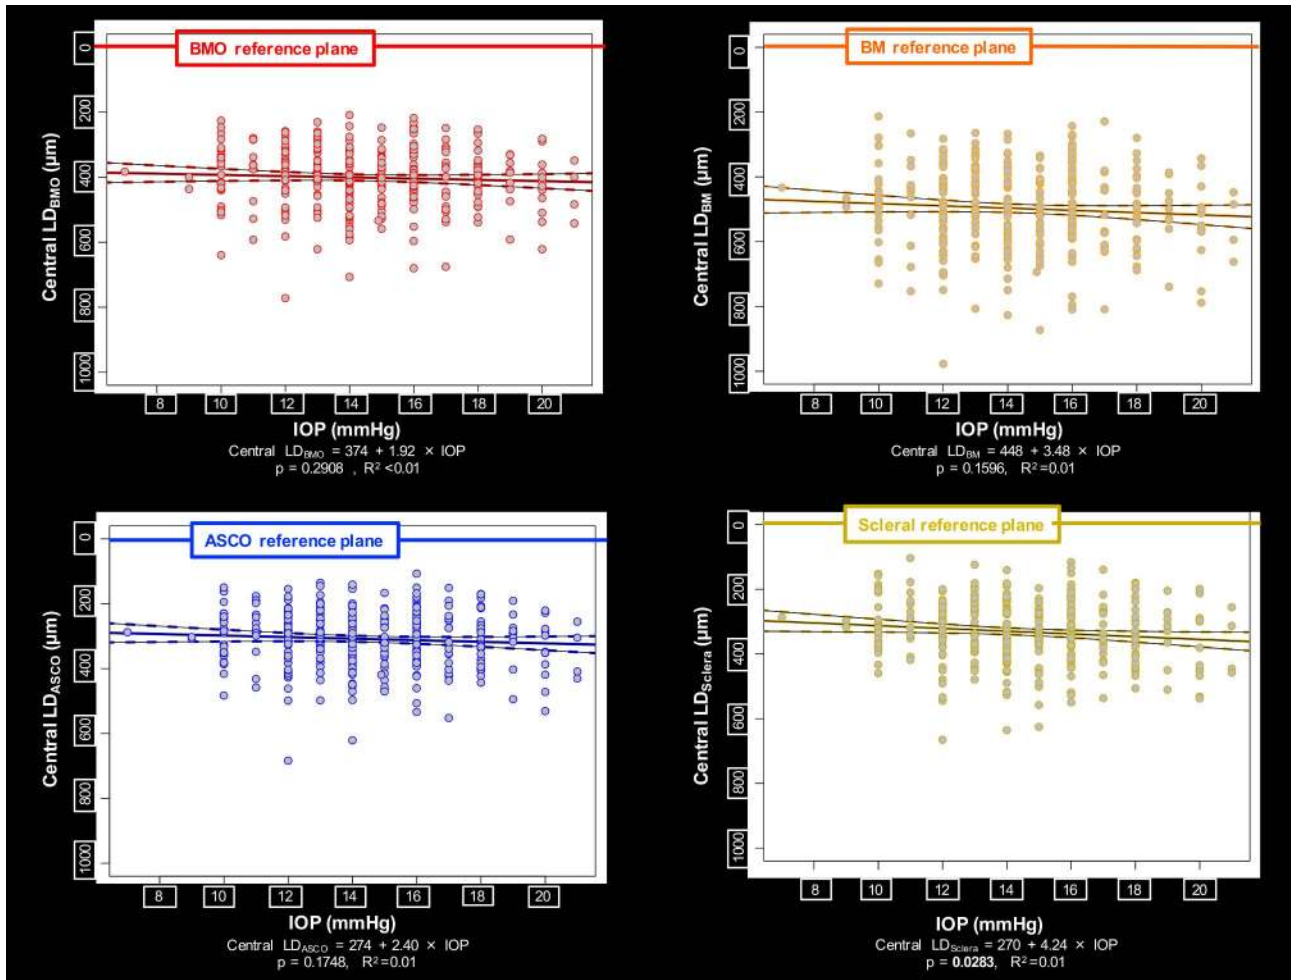 BMO reference plane
0
200
400
600
800
1000
Central LD_BMO (µm)
8 10 12 14 16 18 20
IOP (mmHg)
Central LD_BMO = 374 + 1.92 × IOP
p = 0.2908 , R² <0.01
BM reference plane
0
200
400
600
800
1000
Central LD_BM (µm)
8 10 12 14 16 18 20
IOP (mmHg)
Central LD_BM = 448 + 3.48 × IOP
p = 0.1596, R²=0.01
ASCO reference plane
0
200
400
600
800
1000
Central LD_ASCO (µm)
8 10 12 14 16 18 20
IOP (mmHg)
Central LD_ASCO = 274 + 2.40 × IOP
p = 0.1748, R²=0.01
Scleral reference plane
0
200
400
600
800
1000
Central LD_Sclera (µm)
8 10 12 14 16 18 20
IOP (mmHg)
Central LD_Sclera = 270 + 4.24 × IOP
p = 0.0283, R²=0.01